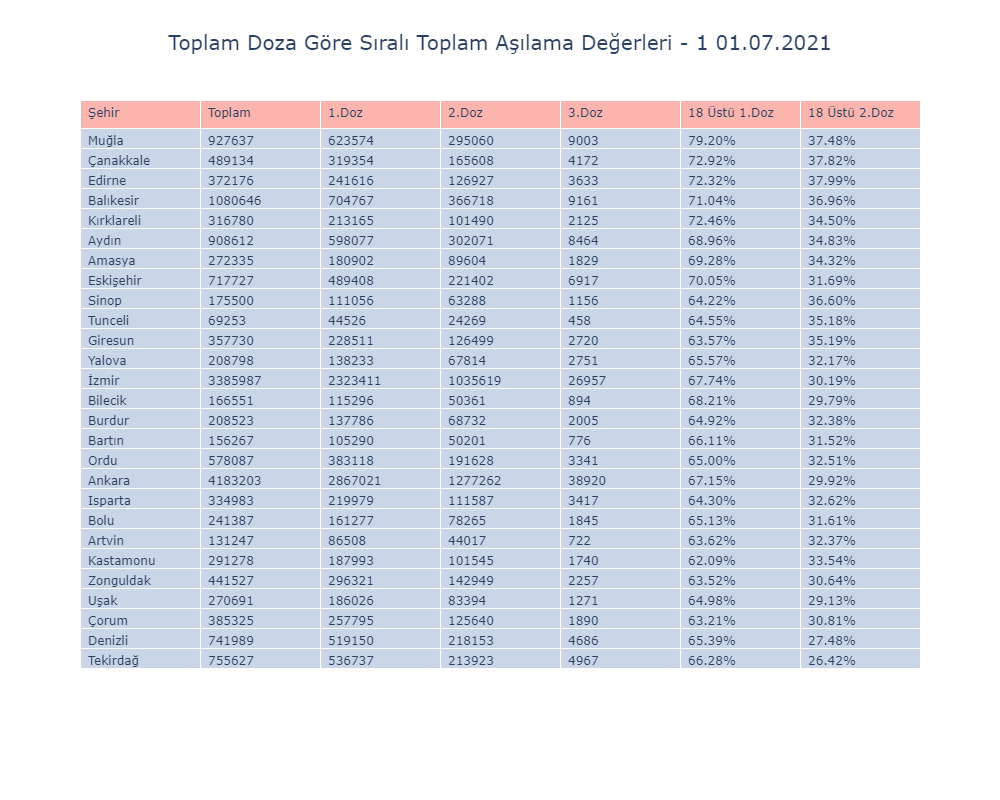 Toplam Doza Göre Sıralı Toplam Aşılama Değerleri - 1 01.07.2021
Şehir Toplam 1.Doz 2.Doz 3.Doz 18 Üstü 1.Doz 18 Üstü 2.Doz
Muğla 927637 623574 295060 9003 79.20% 37.48%
Çanakkale 489134 319354 165608 4172 72.92% 37.82%
Edirne 372176 241616 126927 3633 72.32% 37.99%
Balıkesir 1080646 704767 366718 9161 71.04% 36.96%
Kırklareli 316780 213165 101490 2125 72.46% 34.50%
Aydın 908612 598077 302071 8464 68.96% 34.83%
Amasya 272335 180902 89604 1829 69.28% 34.32%
Eskişehir 717727 489408 221402 6917 70.05% 31.69%
Sinop 175500 111056 63288 1156 64.22% 36.60%
Tunceli 69253 44526 24269 458 64.55% 35.18%
Giresun 357730 228511 126499 2720 63.57% 35.19%
Yalova 208798 138233 67814 2751 65.57% 32.17%
İzmir 3385987 2323411 1035619 26957 67.74% 30.19%
Bilecik 166551 115296 50361 894 68.21% 29.79%
Burdur 208523 137786 68732 2005 64.92% 32.38%
Bartın 156267 105290 50201 776 66.11% 31.52%
Ordu 578087 383118 191628 3341 65.00% 32.51%
Ankara 4183203 2867021 1277262 38920 67.15% 29.92%
Isparta 334983 219979 111587 3417 64.30% 32.62%
Bolu 241387 161277 78265 1845 65.13% 31.61%
Artvin 131247 86508 44017 722 63.62% 32.37%
Kastamonu 291278 187993 101545 1740 62.09% 33.54%
Zonguldak 441527 296321 142949 2257 63.52% 30.64%
Uşak 270691 186026 83394 1271 64.98% 29.13%
Çorum 385325 257795 125640 1890 63.21% 30.81%
Denizli 741989 519150 218153 4686 65.39% 27.48%
Tekirdağ 755627 536737 213923 4967 66.28% 26.42%